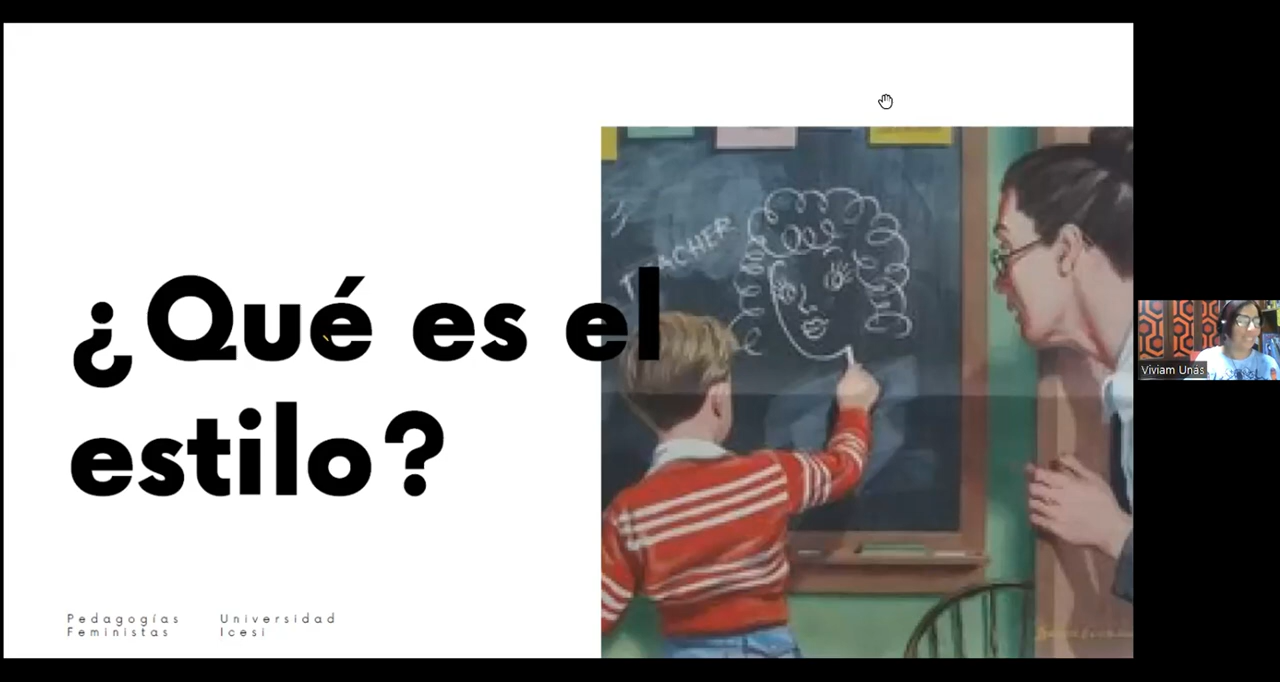 ¿Qué es el
estilo?
TEACHER
Pedagogías
Feministas
Universidad
Icesi
Viviam Unás